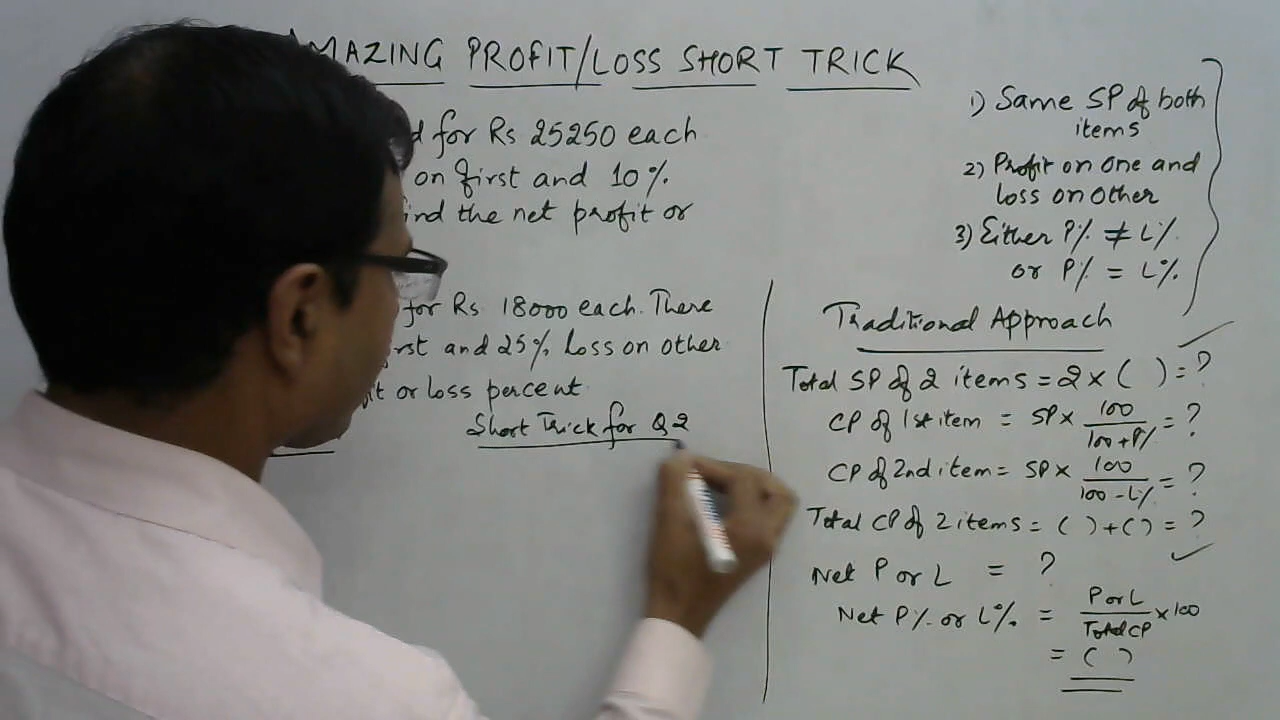 MAZING PROFIT/LOSS SHORT TRICK
for Rs 25250 each
on first and 10%
the net profit or
for Rs 18000 each. There
and 25% Loss on other
or loss percent
Short Trick for Q2
1) Same SP of both
items
2) Profit on one and
loss on other
3) Either P% ≠ L%
or P% = L%
Traditional Approach
Total SP of 2 items = 2 × ( ) = ?
CP of 1st item = SP × 100/100+P% = ?
CP of 2nd item = SP × 100/100-L% = ?
Total CP of 2 items = ( ) + ( ) = ?
Net P or L = ?
Net P% or L% = P or L/Total CP × 100
= ( )